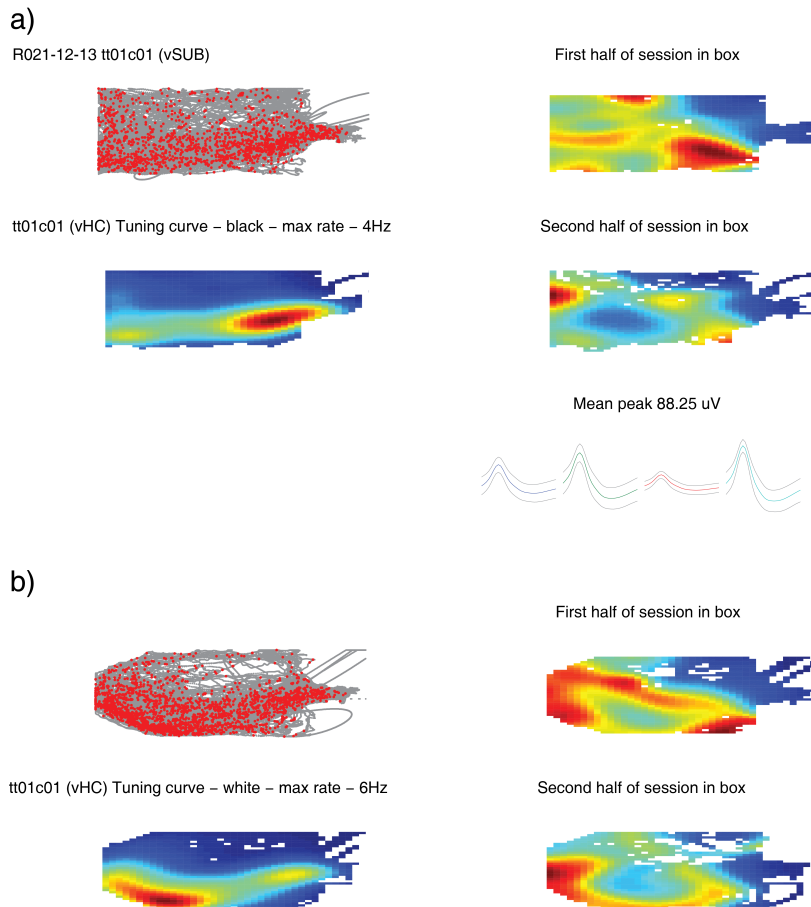 a)
R021-12-13 tt01c01 (vSUB)
First half of session in box
tt01c01 (vHC) Tuning curve – black – max rate – 4Hz
Second half of session in box
Mean peak 88.25 uV
b)
First half of session in box
tt01c01 (vHC) Tuning curve – white – max rate – 6Hz
Second half of session in box